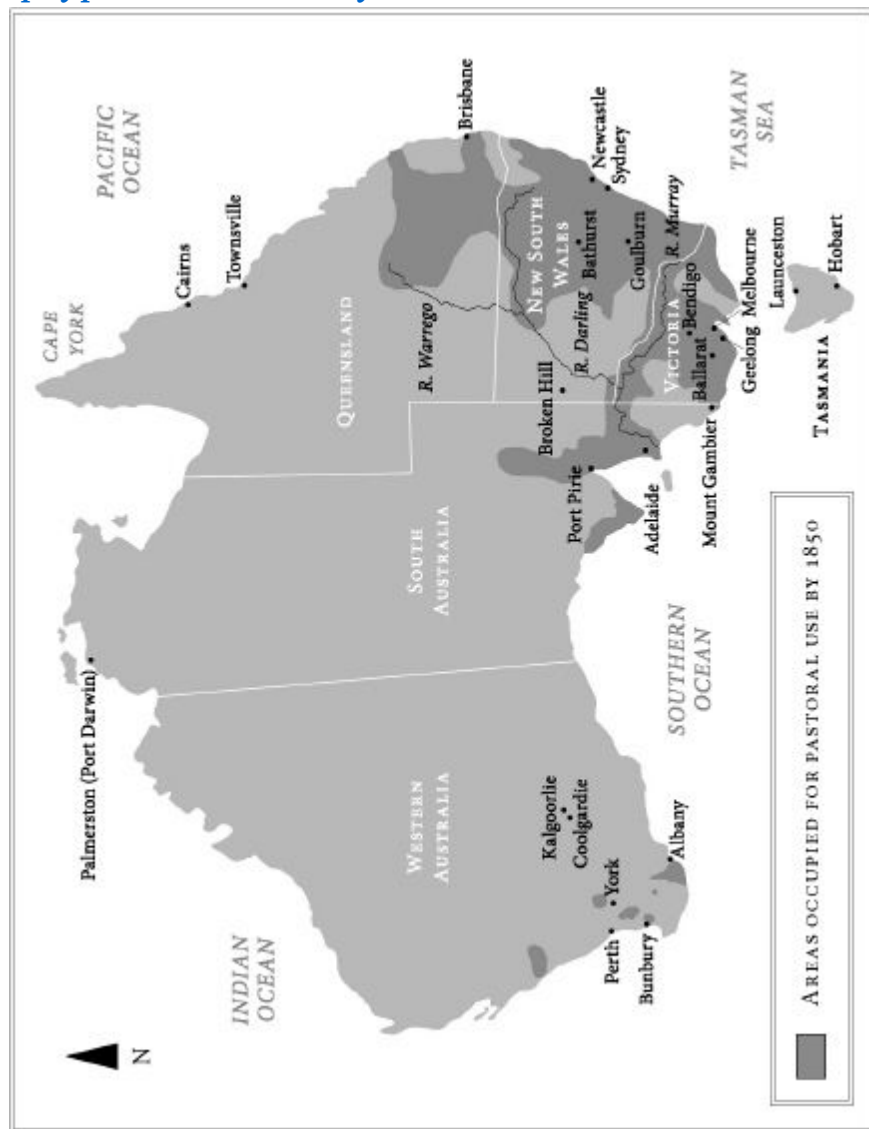 N
Palmerston (Port Darwin)
CAPE
YORK
PACIFIC
OCEAN
Cairns
Townsville
INDIAN
OCEAN
QUEENSLAND
WESTERN
AUSTRALIA
SOUTH
AUSTRALIA
R. Warrego
Brisbane
Kalgoorlie
Coolgardie
Broken Hill
R. Darling
NEW SOUTH
WALES
Bathurst
Newcastle
Sydney
Goulburn
Perth
York
Bunbury
Albany
Port Pirie
Adelaide
R. Murray
VICTORIA
Bendigo
Ballarat
Melbourne
Geelong
Mount Gambier
SOUTHERN
OCEAN
TASMAN
SEA
Launceston
Hobart
TASMANIA
AREAS OCCUPIED FOR PASTORAL USE BY 1850